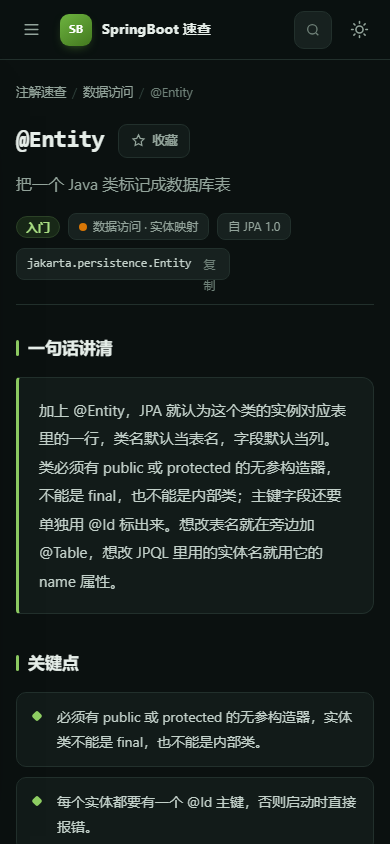 SB SpringBoot 速查
注解速查 / 数据访问 / @Entity
@Entity 收藏
把一个 Java 类标记成数据库表
入门 数据访问 · 实体映射 自 JPA 1.0
jakarta.persistence.Entity 复
制
一句话讲清
加上 @Entity，JPA 就认为这个类的实例对应表
里的一行，类名默认当表名，字段默认当列。
类必须有 public 或 protected 的无参构造器，
不能是 final，也不能是内部类；主键字段还要
单独用 @Id 标出来。想改表名就在旁边加
@Table，想改 JPQL 里用的实体名就用它的
name 属性。
关键点
必须有 public 或 protected 的无参构造器，实体
类不能是 final，也不能是内部类。
每个实体都要有一个 @Id 主键，否则启动时直接
报错。